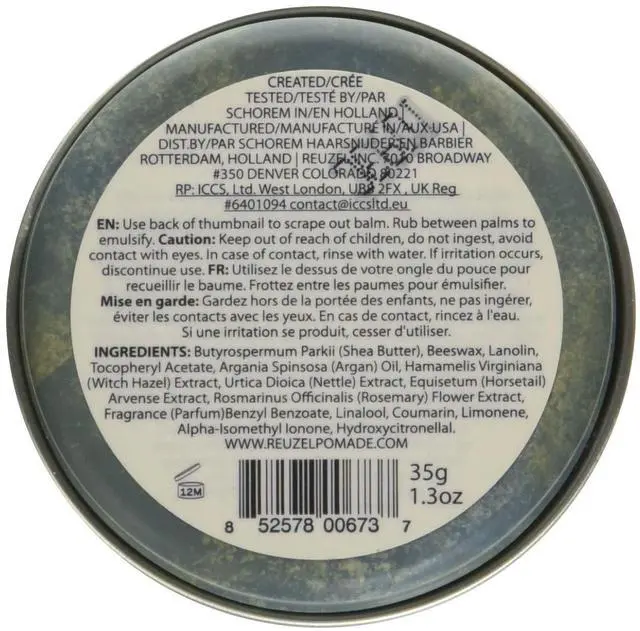 CREATED/CRÉE
TESTED/TESTÉ BY/PAR
SCHOREM IN/EN HOLLAND|
MANUFACTURED/MANUFACTURE IN/AUX USA |
DIST.BY/PAR SCHOREM HAARSNIJDER EN BARBIER
ROTTERDAM, HOLLAND | REUZEL INC. BROADWAY
#350 DENVER COLORADO 80221
RP: ICCS, Ltd. West London, UB8 2FX , UK Reg
#6401094 contact@iccsltd.eu
EN: Use back of thumbnail to scrape out balm. Rub between palms to
emulsify. Caution: Keep out of reach of children, do not ingest, avoid
contact with eyes. In case of contact, rinse with water. If irritation occurs,
discontinue use. FR: Utilisez le dessus de votre ongle du pouce pour
recueillir le baume. Frottez entre les paumes pour émulsifier.
Mise en garde: Gardez hors de la portée des enfants, ne pas ingérer,
éviter les contacts avec les yeux. En cas de contact, rincez à l'eau.
Si une irritation se produit, cesser d'utiliser.
INGREDIENTS: Butyrospermum Parkii (Shea Butter), Beeswax, Lanolin,
Tocopheryl Acetate, Argania Spinsosa (Argan) Oil, Hamamelis Virginiana
(Witch Hazel) Extract, Urtica Dioica (Nettle) Extract, Equisetum (Horsetail)
Arvense Extract, Rosmarinus Officinalis (Rosemary) Flower Extract,
Fragrance (Parfum)Benzyl Benzoate, Linalool, Coumarin, Limonene,
Alpha-Isomethyl Ionone, Hydroxycitronellal.
WWW.REUZELPOMADE.COM
12M
35g
1.3oz
8 52578 00673 7